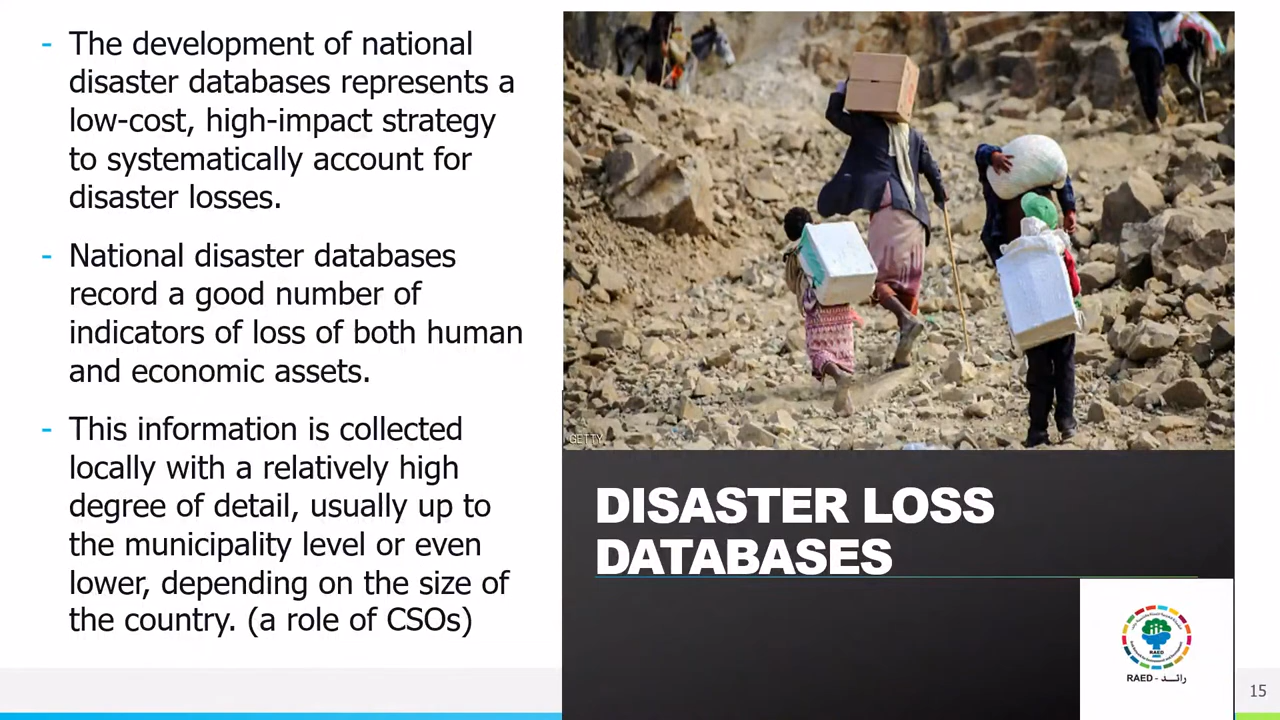 - The development of national
disaster databases represents a
low-cost, high-impact strategy
to systematically account for
disaster losses.
- National disaster databases
record a good number of
indicators of loss of both human
and economic assets.
- This information is collected
locally with a relatively high
degree of detail, usually up to
the municipality level or even
lower, depending on the size of
the country. (a role of CSOs)
GETTY
DISASTER LOSS
DATABASES
RAED
RAED - رائــد
15